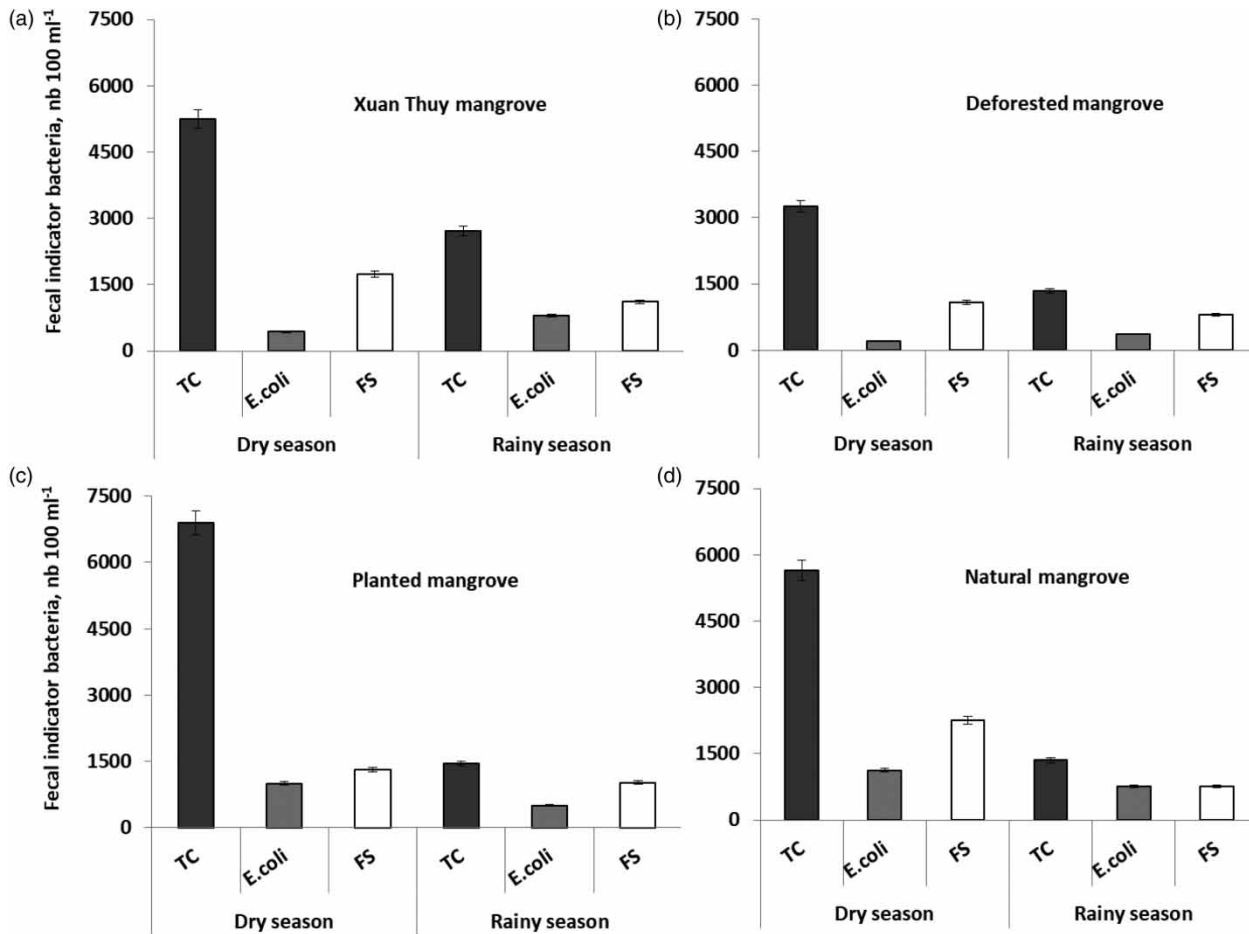 (a)
Fecal indicator bacteria, nb 100 ml⁻¹
7500
6000
4500
3000
1500
0
Xuan Thuy mangrove
TC
E.coli
FS
TC
E.coli
FS
Dry season
Rainy season
(b)
7500
6000
4500
3000
1500
0
Deforested mangrove
TC
E.coli
FS
TC
E.coli
FS
Dry season
Rainy season
(c)
Fecal indicator bacteria, nb 100 ml⁻¹
7500
6000
4500
3000
1500
0
Planted mangrove
TC
E.coli
FS
TC
E.coli
FS
Dry season
Rainy season
(d)
7500
6000
4500
3000
1500
0
Natural mangrove
TC
E.coli
FS
TC
E.coli
FS
Dry season
Rainy season